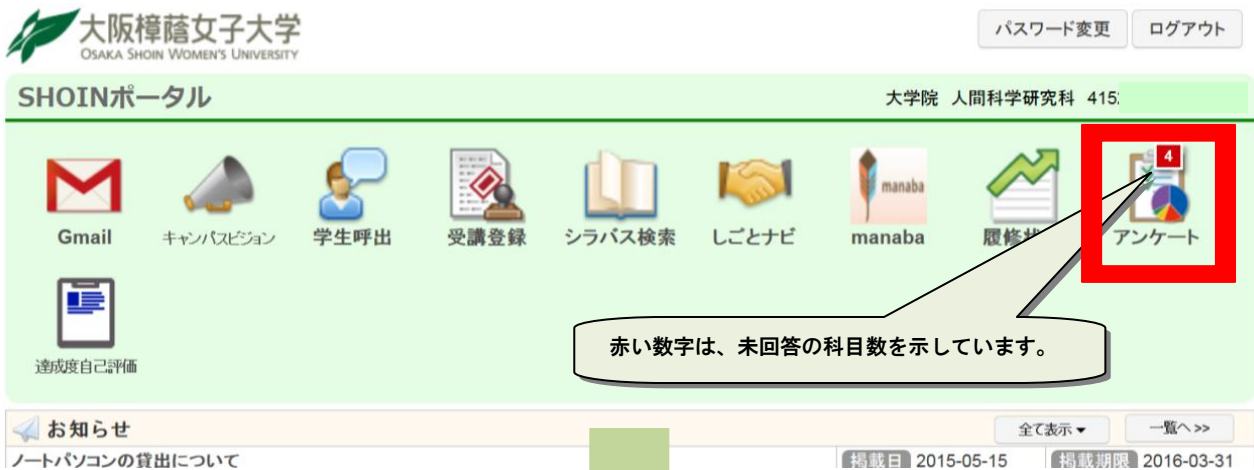 大阪樟蔭女子大学
OSAKA SHOIN WOMEN'S UNIVERSITY
パスワード変更 ログアウト
SHOINポータル
大学院 人間科学研究科 415
4
manaba
Gmail キャンパスビジョン 学生呼出 受講登録 シラバス検索 しごとナビ manaba 履修状 アンケート
赤い数字は、未回答の科目数を示しています。
達成度自己評価
お知らせ 全て表示▼ 一覧へ >>
ノートパソコンの貸出について 掲載日 2015-05-15 掲載期限 2016-03-31